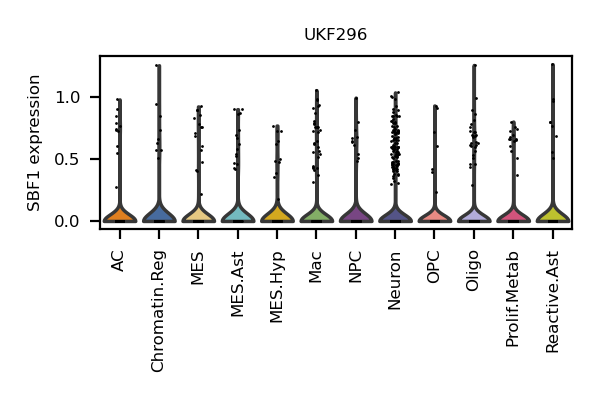 UKF296
SBF1 expression
1.0
0.5
0.0
AC
Chromatin.Reg
MES
MES.Ast
MES.Hyp
Mac
NPC
Neuron
OPC
Oligo
Prolif.Metab
Reactive.Ast